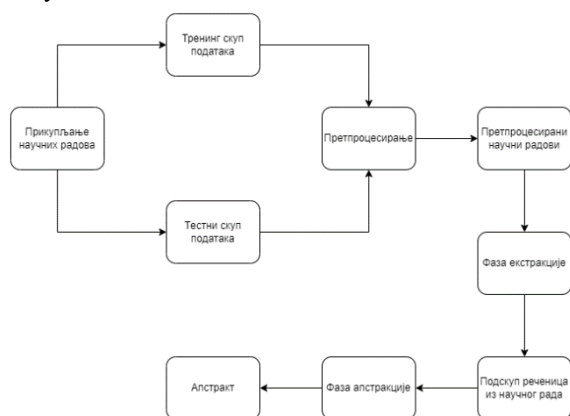 Тренинг скуп
података
Прикупљање
научних радова
Претпроцесирање
Претпроцесирани
научни радови
Тестни скуп
података
Фаза екстракције
Апстракт
Фаза апстракције
Подскуп реченица
из научног рада